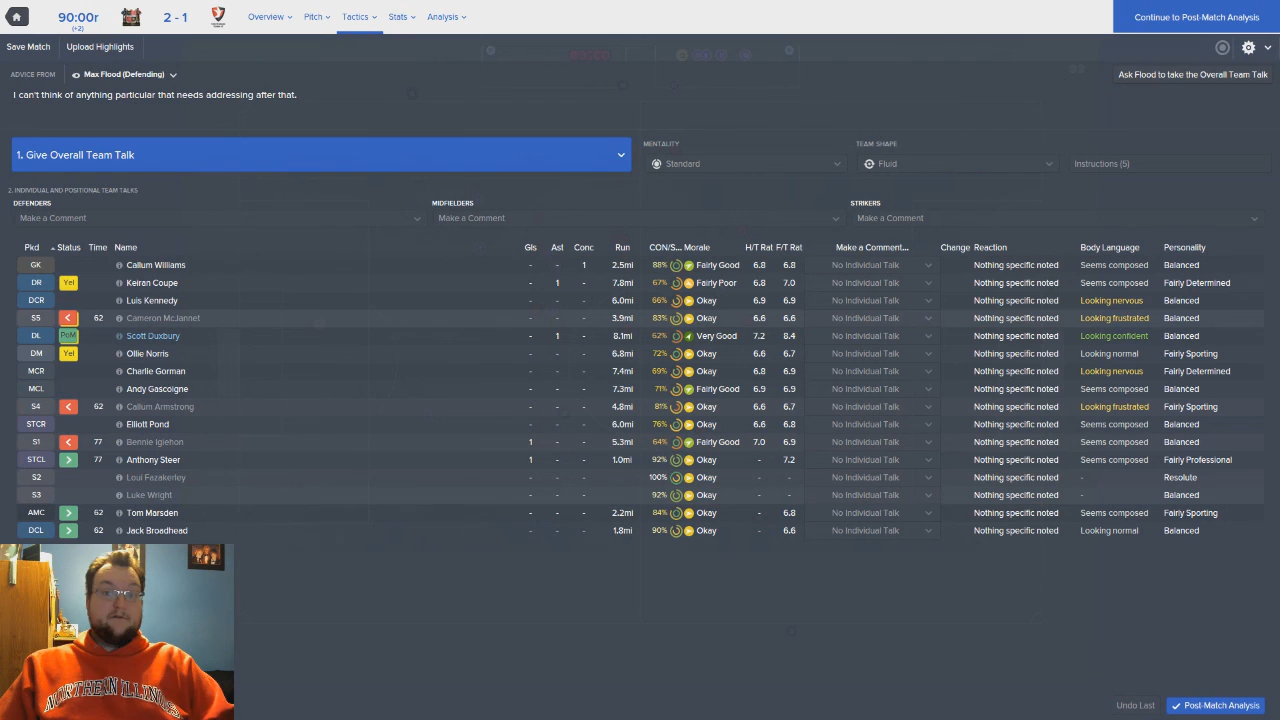 90:00r
(+2)
2 - 1
Overview
Pitch
Tactics
Stats
Analysis
Continue to Post-Match Analysis
Save Match
Upload Highlights
ADVICE FROM
Max Flood (Defending)
Ask Flood to take the Overall Team Talk
I can't think of anything particular that needs addressing after that.
1. Give Overall Team Talk
MENTALITY
Standard
TEAM SHAPE
Fluid
Instructions (5)
2. INDIVIDUAL AND POSITIONAL TEAM TALKS
DEFENDERS
Make a Comment
MIDFIELDERS
Make a Comment
STRIKERS
Make a Comment
Pkd Status Time Name Gls Ast Conc Run CON/S... Morale H/T Rat F/T Rat Make a Comment... Change Reaction Body Language Personality
GK Callum Williams - - 1 2.5mi 88% Fairly Good 6.8 6.8 No Individual Talk Nothing specific noted Seems composed Balanced
DR Yel Keiran Coupe - 1 - 7.8mi 67% Fairly Poor 6.8 7.0 No Individual Talk Nothing specific noted Seems composed Fairly Determined
DCR Luis Kennedy - - - 6.0mi 66% Okay 6.9 6.9 No Individual Talk Nothing specific noted Looking nervous Balanced
S5 62 Cameron McJannet - - - 3.9mi 83% Okay 6.6 6.6 No Individual Talk Nothing specific noted Looking frustrated Balanced
DL PoM Scott Duxbury - 1 - 8.1mi 62% Very Good 7.2 8.4 No Individual Talk Nothing specific noted Looking confident Balanced
DM Yel Ollie Norris - - - 6.8mi 72% Okay 6.6 6.7 No Individual Talk Nothing specific noted Looking normal Fairly Sporting
MCR Charlie Gorman - - - 7.4mi 69% Okay 6.8 6.9 No Individual Talk Nothing specific noted Looking nervous Fairly Determined
MCL Andy Gascoigne - - - 7.3mi 71% Fairly Good 6.9 6.9 No Individual Talk Nothing specific noted Seems composed Balanced
S4 62 Callum Armstrong - - - 4.8mi 81% Okay 6.6 6.7 No Individual Talk Nothing specific noted Looking frustrated Fairly Sporting
STCR Elliott Pond - - - 6.0mi 76% Okay 6.6 6.8 No Individual Talk Nothing specific noted Seems composed Balanced
S1 77 Bennie Igiehon 1 - - 5.3mi 64% Fairly Good 7.0 6.9 No Individual Talk Nothing specific noted Seems composed Balanced
STCL 77 Anthony Steer 1 - - 1.0mi 92% Okay - 7.2 No Individual Talk Nothing specific noted Seems composed Fairly Professional
S2 Loui Fazakerley - - - 100% Okay - - No Individual Talk Nothing specific noted - Resolute
S3 Luke Wright - - - 92% Okay - - No Individual Talk Nothing specific noted - Balanced
AMC 62 Tom Marsden - - - 2.2mi 84% Okay - 6.8 No Individual Talk Nothing specific noted Seems composed Fairly Sporting
DCL 62 Jack Broadhead - - - 1.8mi 90% Okay - 6.6 No Individual Talk Nothing specific noted Looking normal Balanced
NORTHERN ILLINOIS
Undo Last
Post-Match Analysis